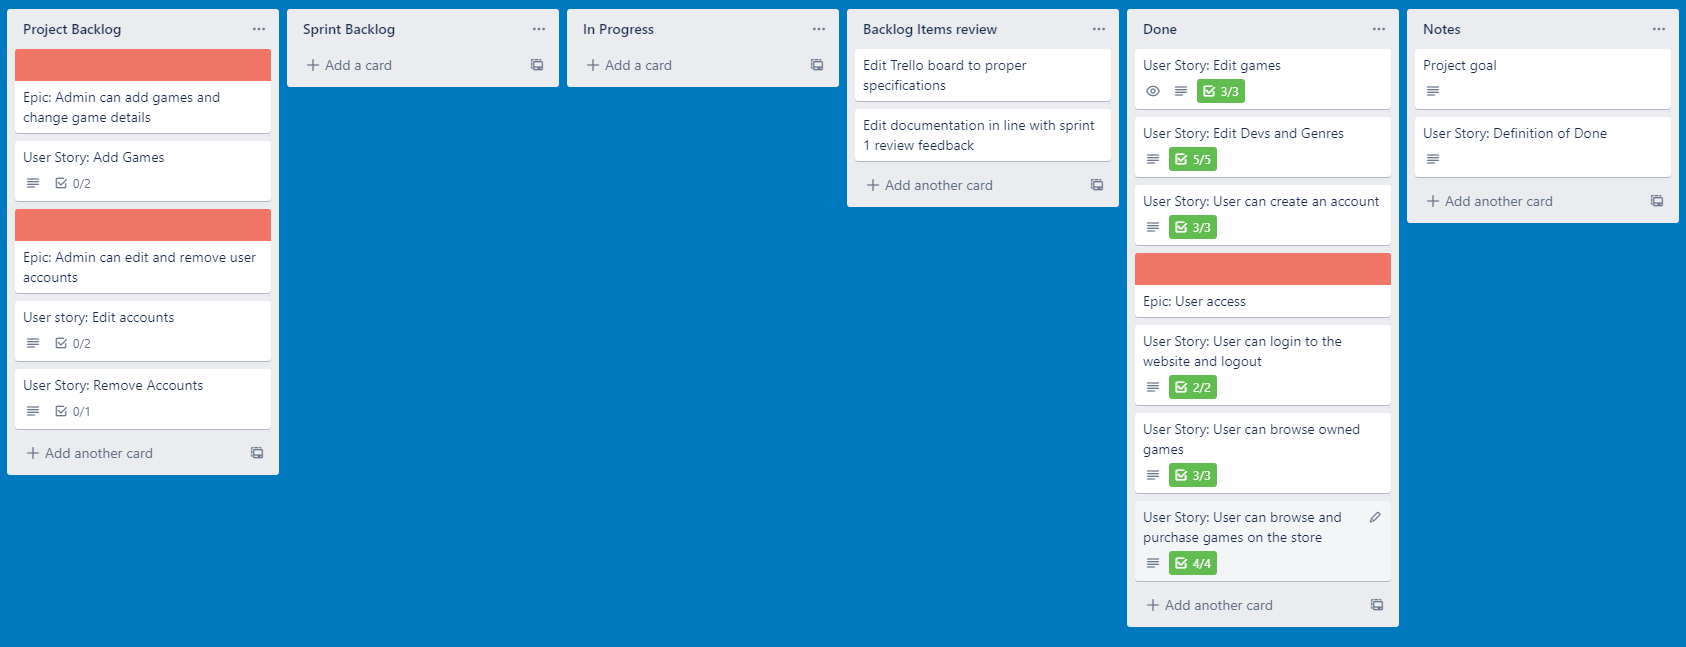 Project Backlog
Epic: Admin can add games and
change game details
User Story: Add Games
0/2
Epic: Admin can edit and remove user
accounts
User story: Edit accounts
0/2
User Story: Remove Accounts
0/1
Add another card
Sprint Backlog
Add a card
In Progress
Add a card
Backlog Items review
Edit Trello board to proper
specifications
Edit documentation in line with sprint
1 review feedback
Add another card
Done
User Story: Edit games
3/3
User Story: Edit Devs and Genres
5/5
User Story: User can create an account
3/3
Epic: User access
User Story: User can login to the
website and logout
2/2
User Story: User can browse owned
games
3/3
User Story: User can browse and
purchase games on the store
4/4
Add another card
Notes
Project goal
User Story: Definition of Done
Add another card